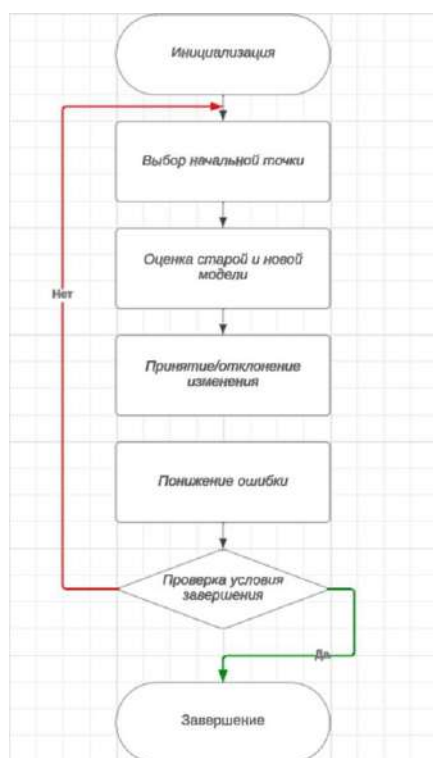 Инициализация
Выбор начальной точки
Оценка старой и новой
модели
Нет
Принятие/отклонение
изменения
Понижение ошибки
Проверка условия
завершения
Да
Завершение